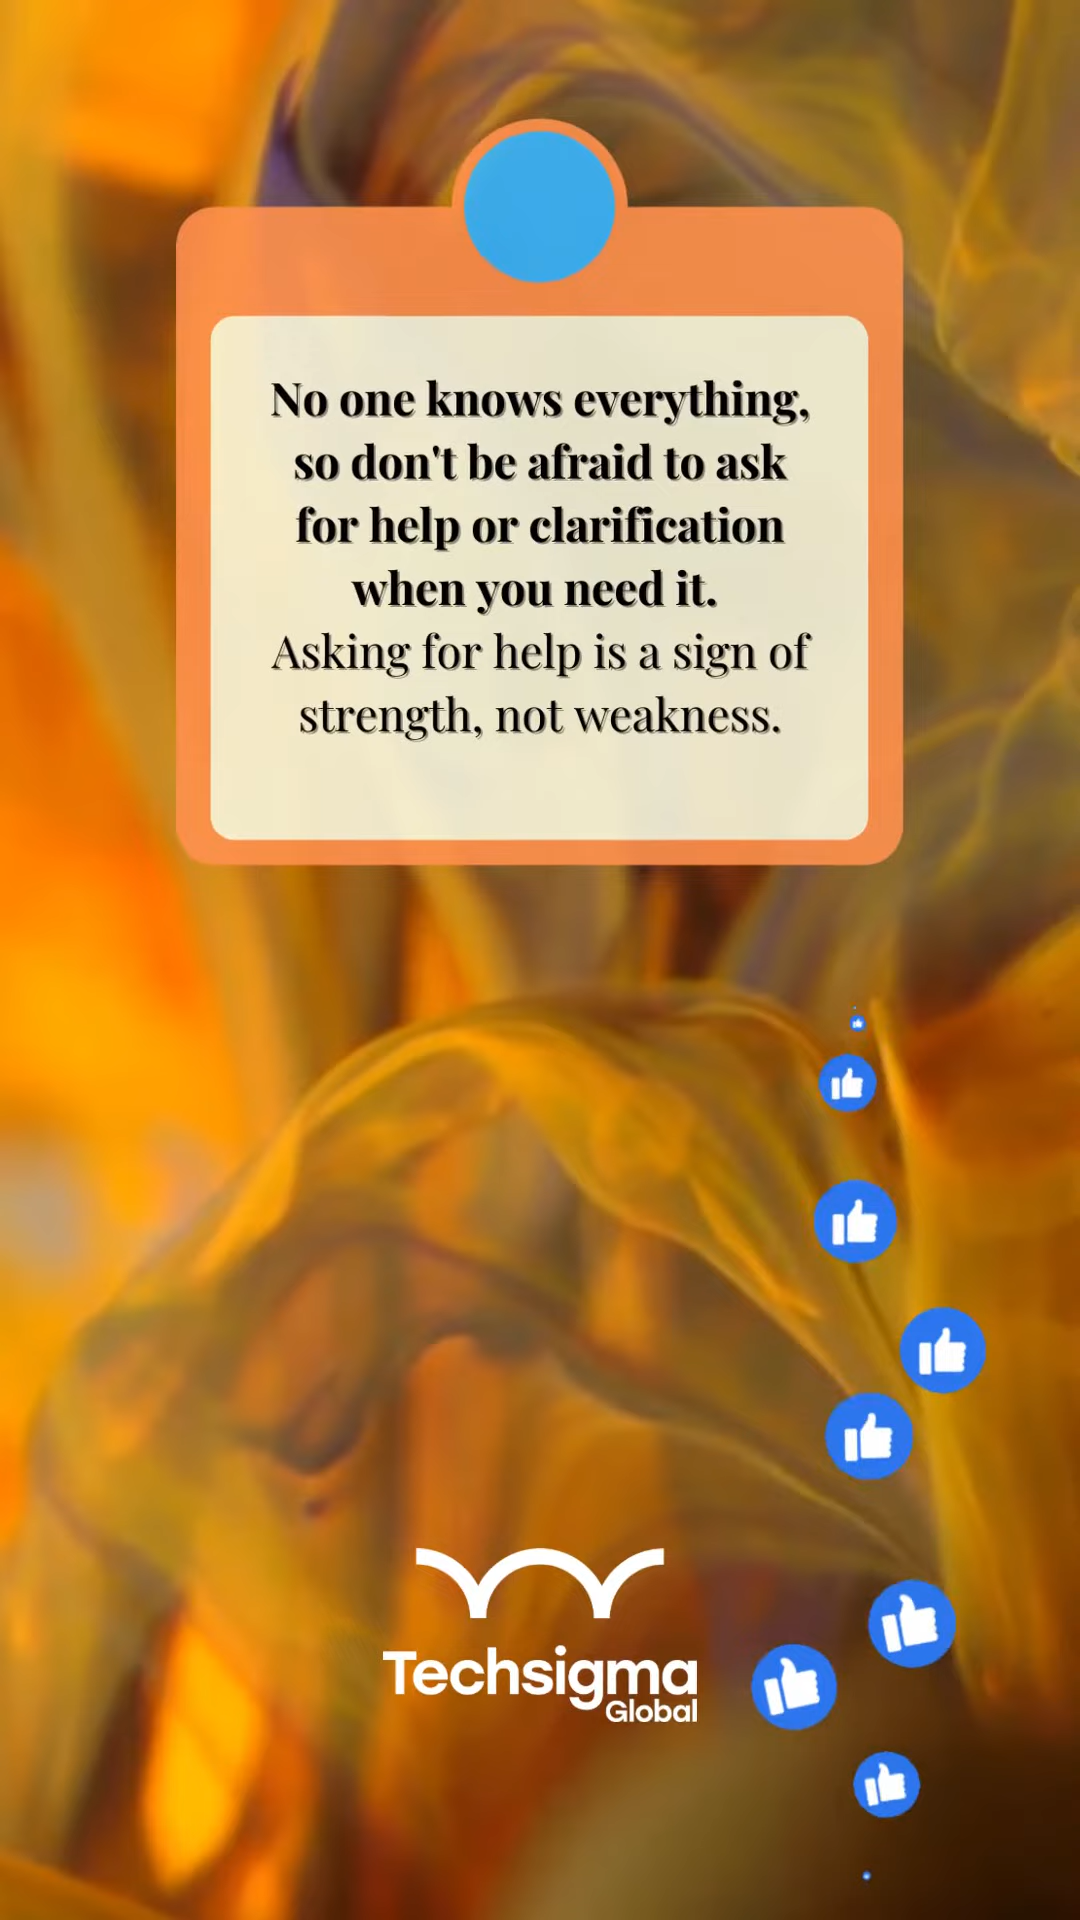 No one knows everything,
so don't be afraid to ask
for help or clarification
when you need it.
Asking for help is a sign of
strength, not weakness.
Techsigma
Global